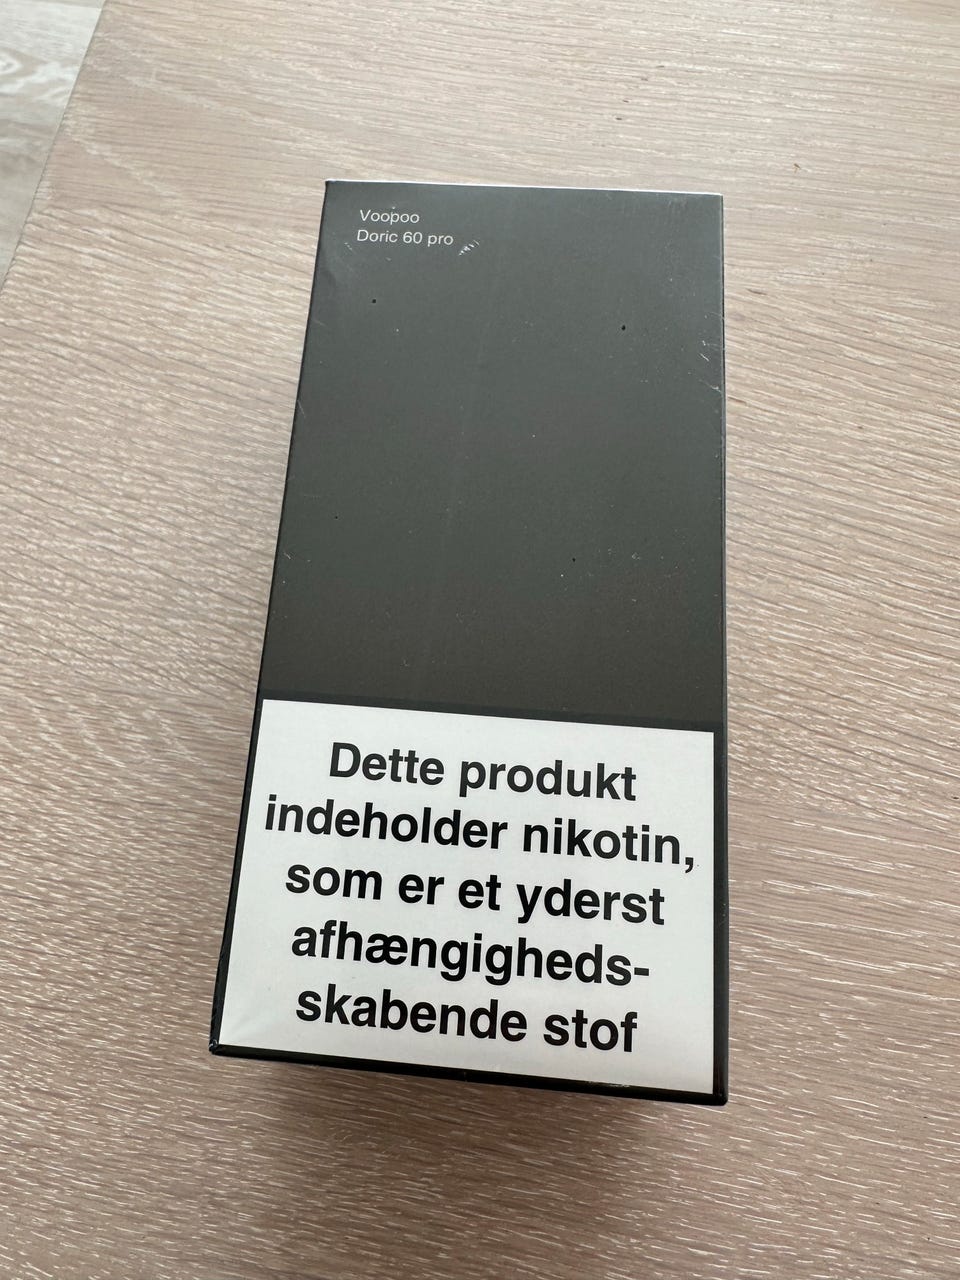 Voopoo
Doric 60 pro
Dette produkt
indeholder nikotin,
som er et yderst
afhængigheds-
skabende stof